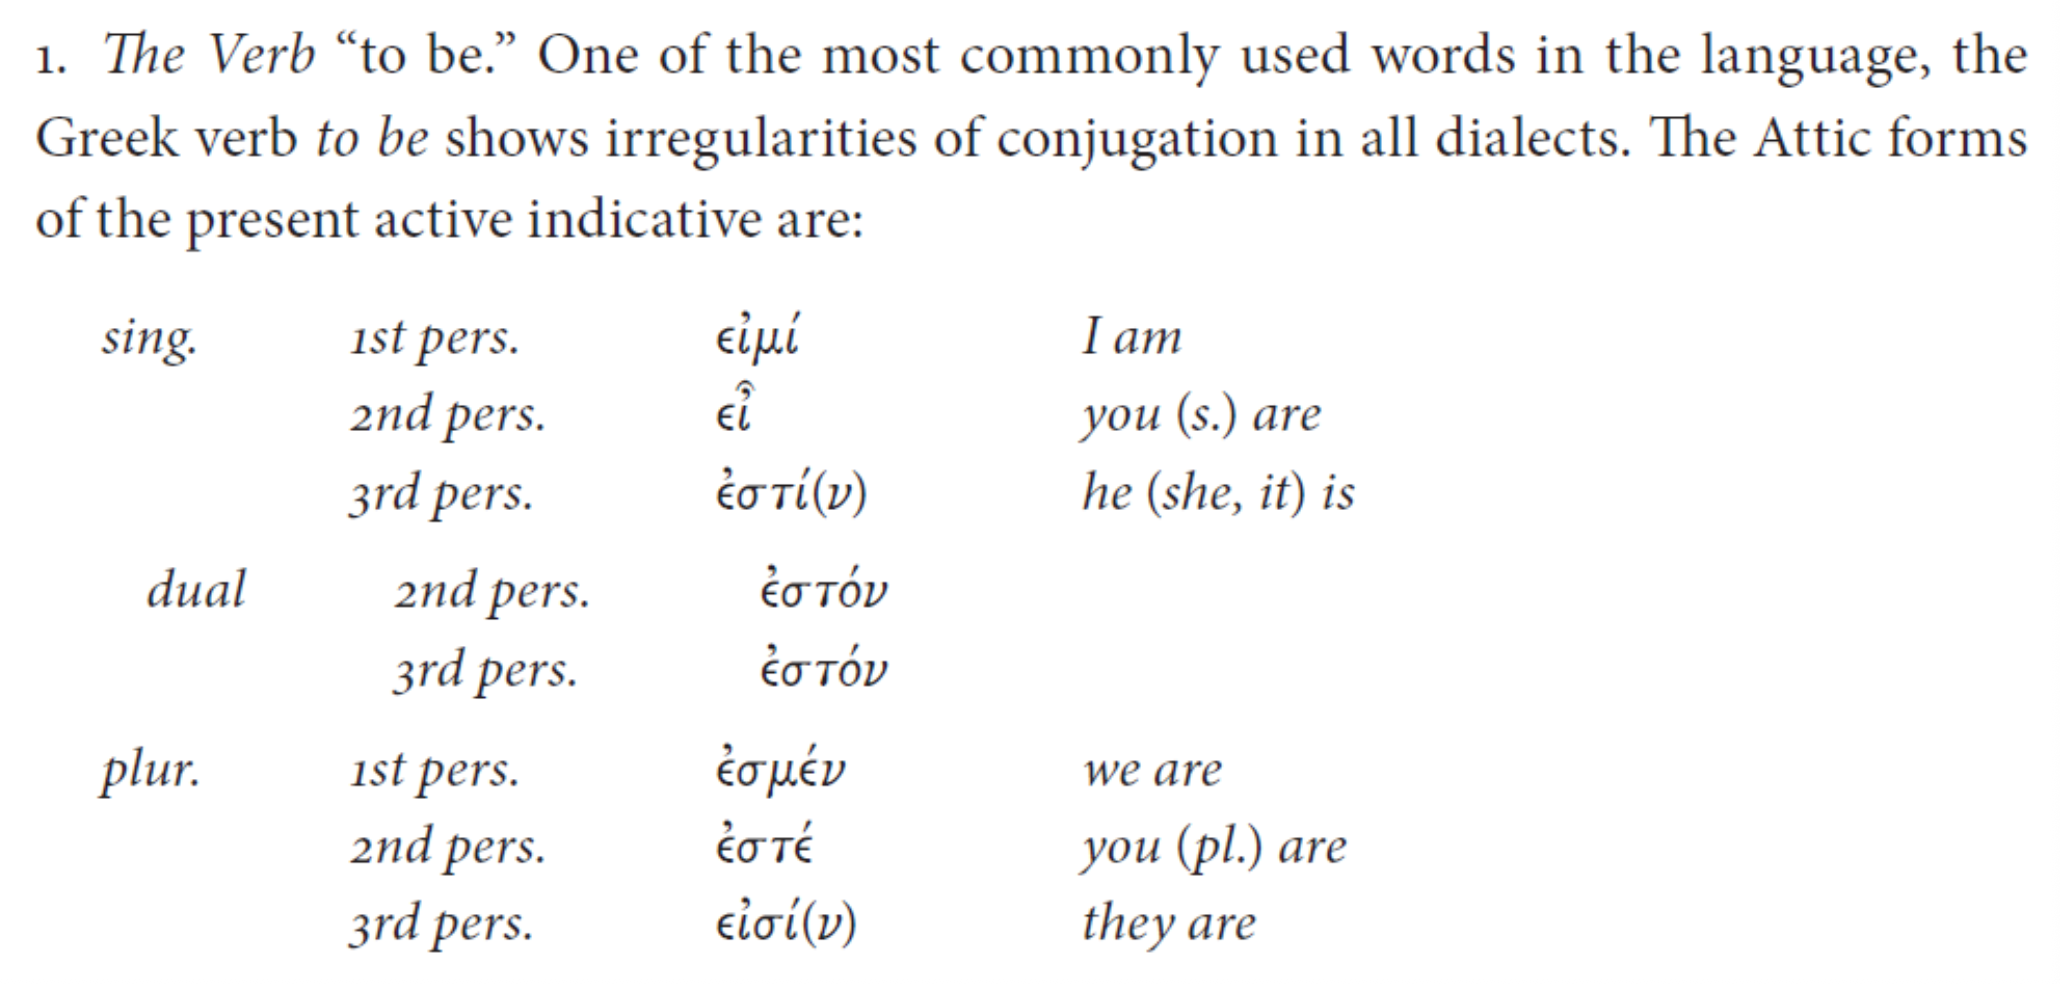 1. The Verb “to be.” One of the most commonly used words in the language, the
Greek verb to be shows irregularities of conjugation in all dialects. The Attic forms
of the present active indicative are:
sing. 1st pers. εἰμί I am
2nd pers. εἶ you (s.) are
3rd pers. ἐστί(ν) he (she, it) is
dual 2nd pers. ἐστόν
3rd pers. ἐστόν
plur. 1st pers. ἐσμέν we are
2nd pers. ἐστέ you (pl.) are
3rd pers. εἰσί(ν) they are